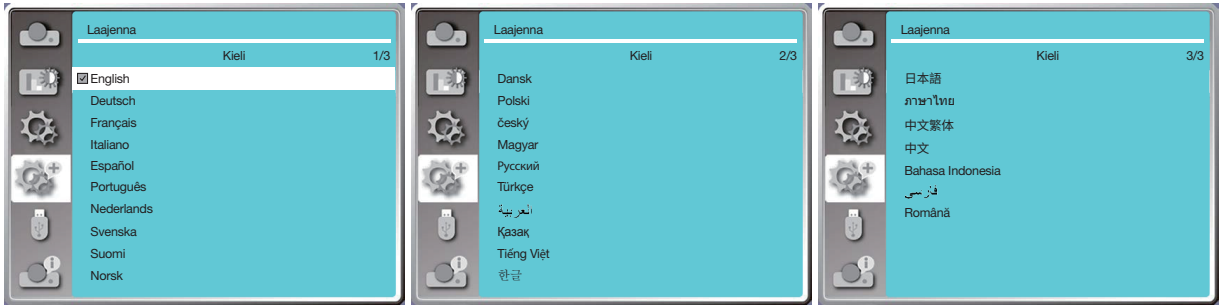 Laajenna
Kieli 1/3
English
Deutsch
Français
Italiano
Español
Português
Nederlands
Svenska
Suomi
Norsk
Laajenna
Kieli 2/3
Dansk
Polski
český
Magyar
Русский
Türkçe
العربية
Қазақ
Tiếng Việt
한글
Laajenna
Kieli 3/3
日本語
ภาษาไทย
中文繁体
中文
Bahasa Indonesia
فارسی
Română